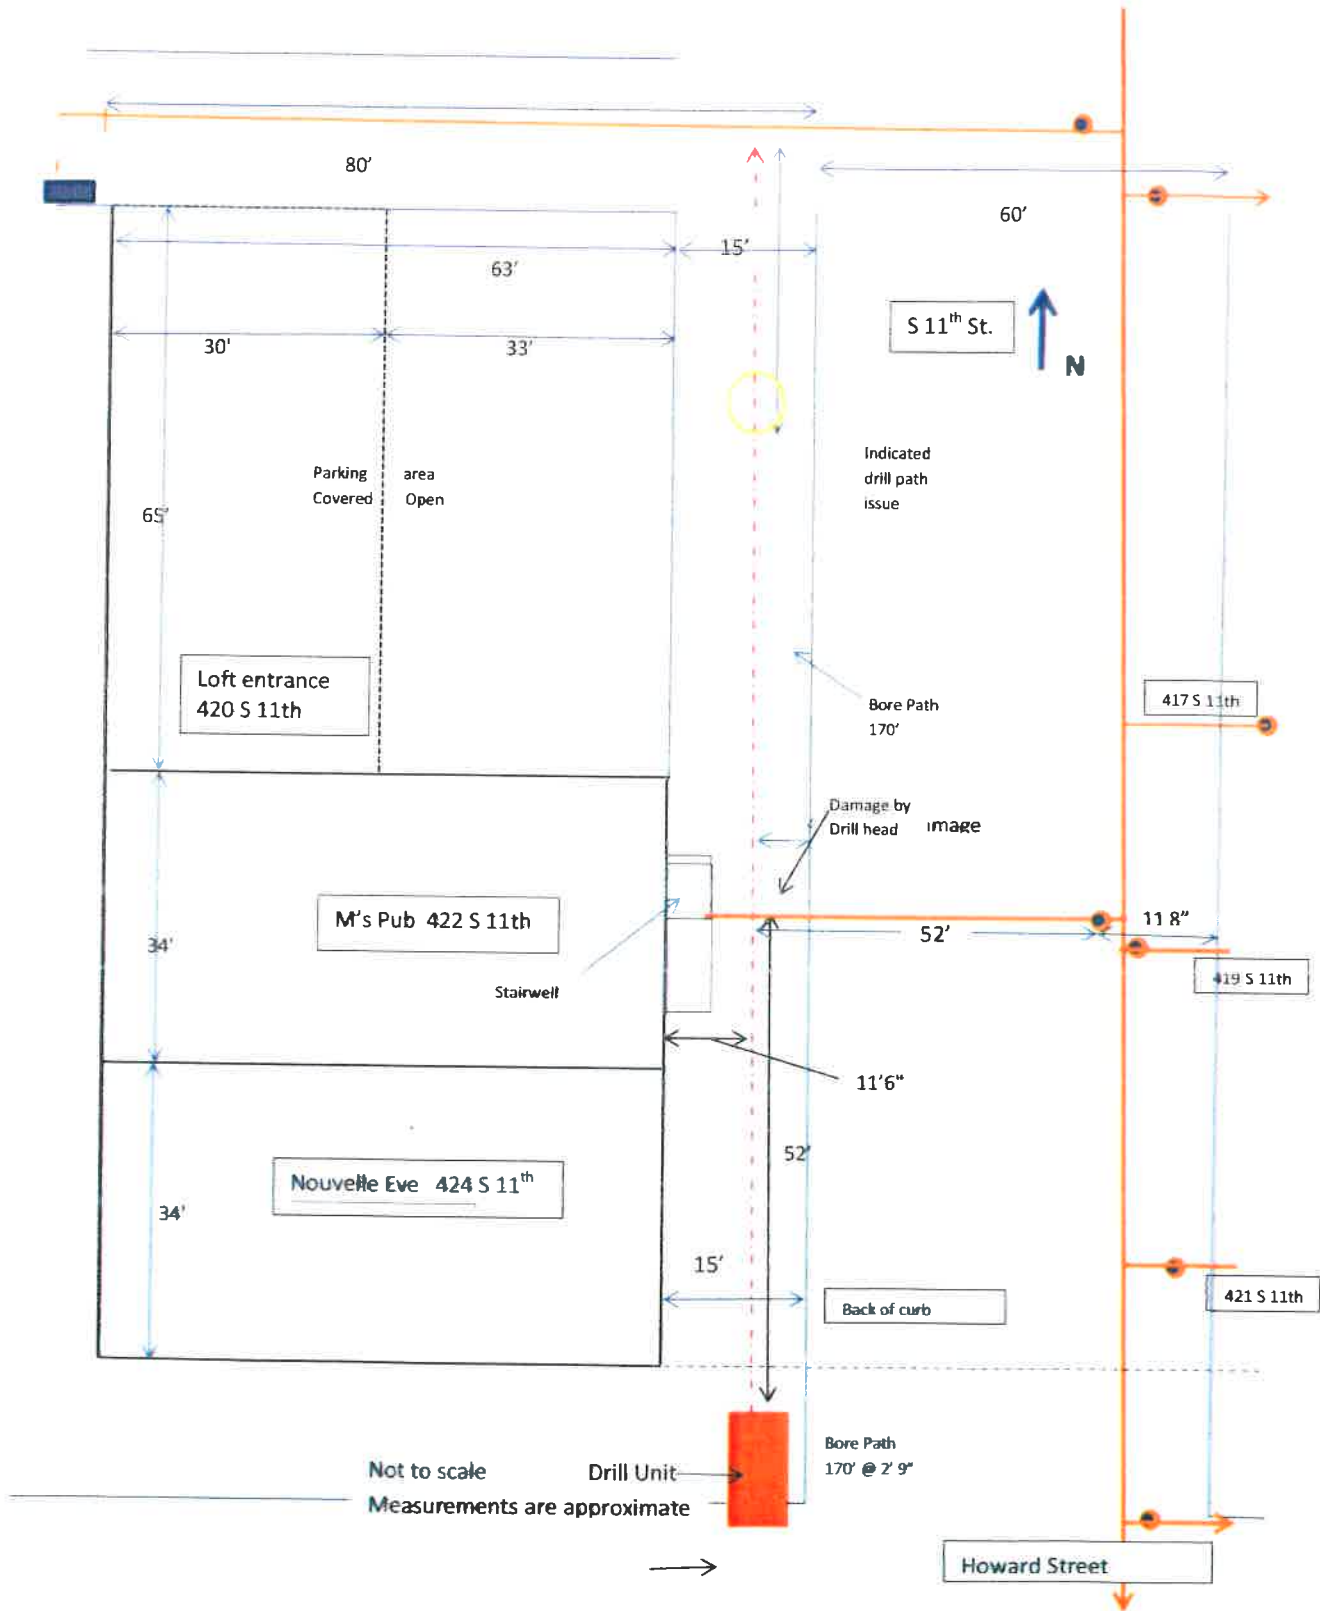 80'
60'
15'
63'
S 11th St.
30'
33'
N
Indicated
drill path
issue
Parking area
Covered Open
65'
Loft entrance
420 S 11th
417 S 11th
Bore Path
170'
Damage by
Drill head image
M's Pub 422 S 11th
11 8"
52'
34'
419 S 11th
Stairwell
11'6"
52'
Nouvelle Eve 424 S 11th
34'
15'
421 S 11th
Back of curb
Bore Path
170' @ 2' 9"
Not to scale Drill Unit
Measurements are approximate
Howard Street